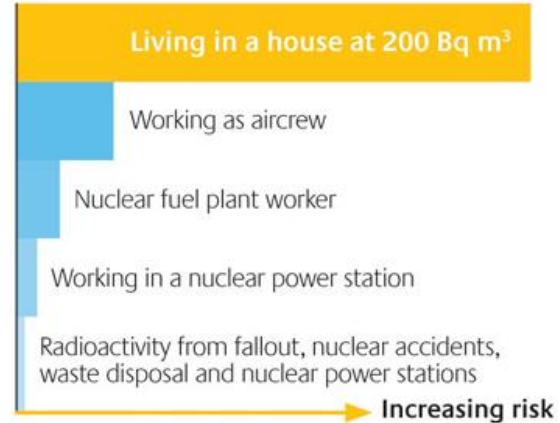 Living in a house at 200 Bq m³
Working as aircrew
Nuclear fuel plant worker
Working in a nuclear power station
Radioactivity from fallout, nuclear accidents,
waste disposal and nuclear power stations
Increasing risk